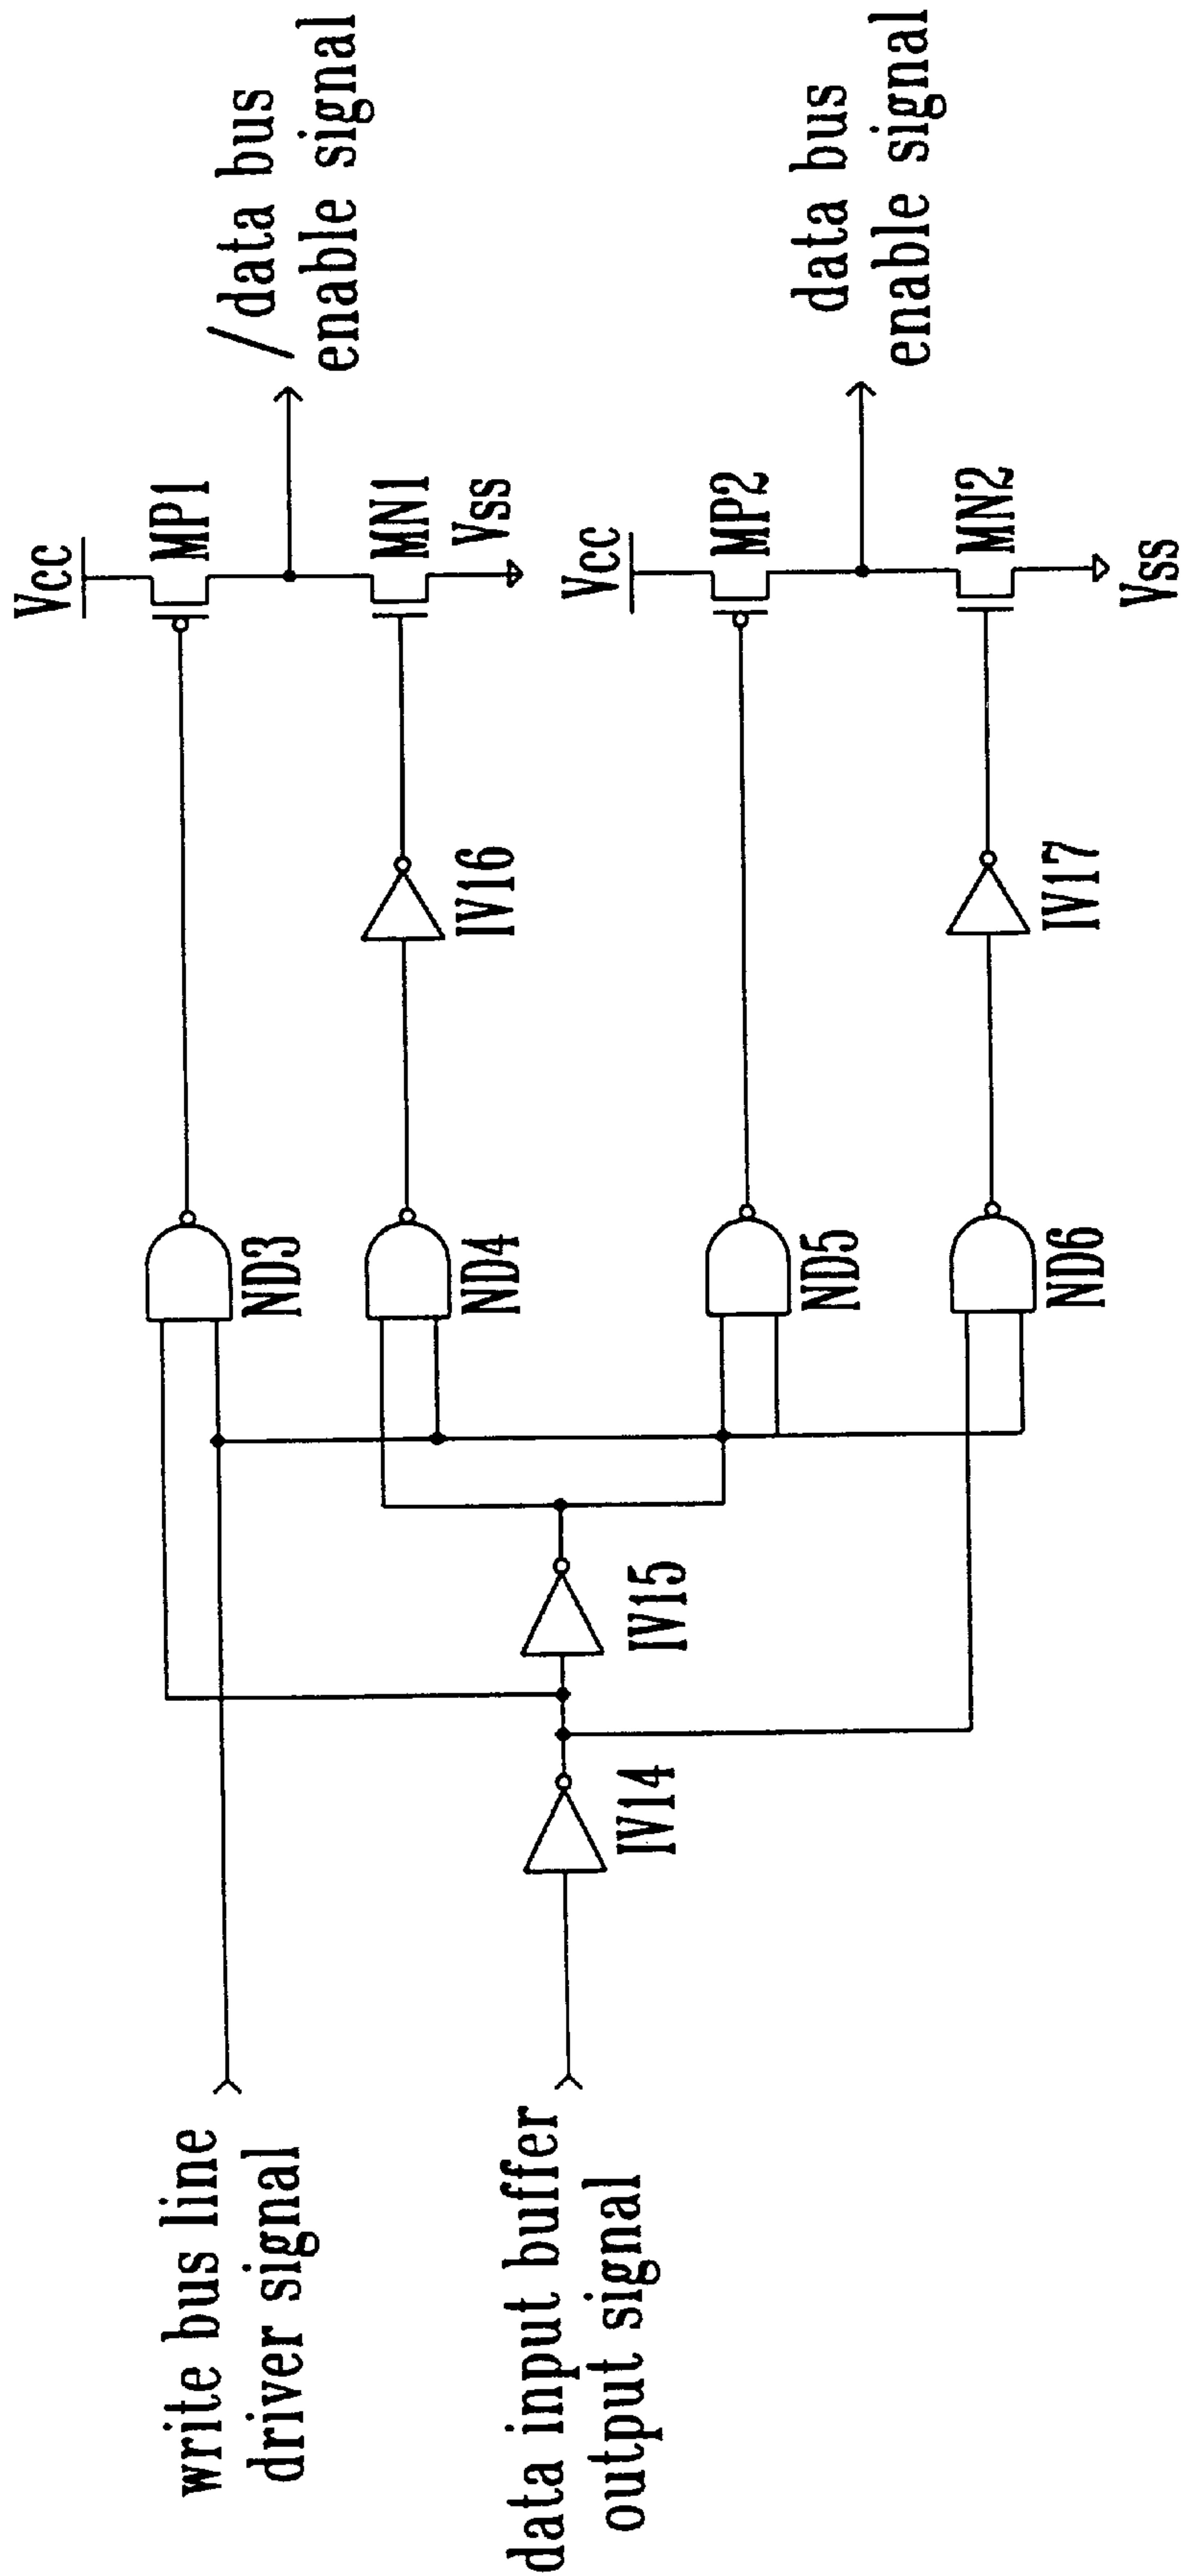 write bus line
driver signal
data input buffer
output signal
IV14
IV15
ND3
ND4
ND5
ND6
IV16
IV17
Vcc
MP1
MN1
Vss
Vcc
MP2
MN2
Vss
/data bus
enable signal
data bus
enable signal